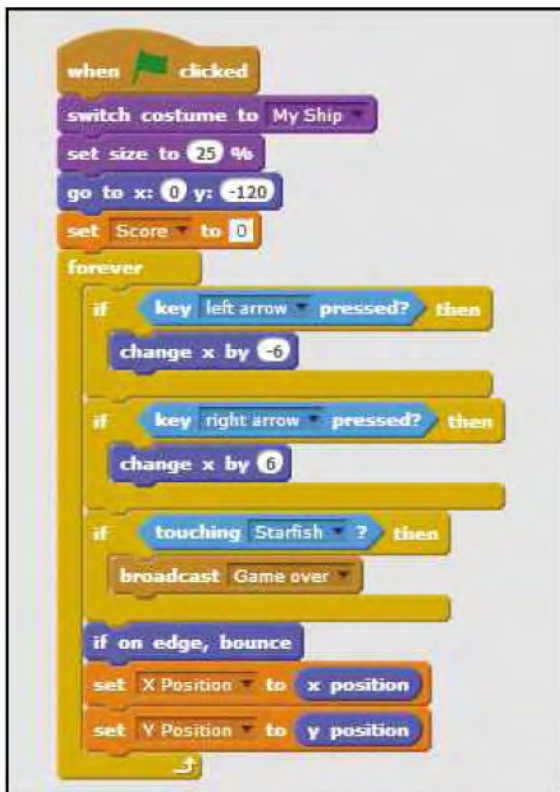 when clicked
switch costume to My Ship
set size to 25 %
go to x: 0 y: -120
set Score to 0
forever
if key left arrow pressed? then
change x by -6
if key right arrow pressed? then
change x by 6
if touching Starfish ? then
broadcast Game over
if on edge, bounce
set X Position to x position
set Y Position to y position